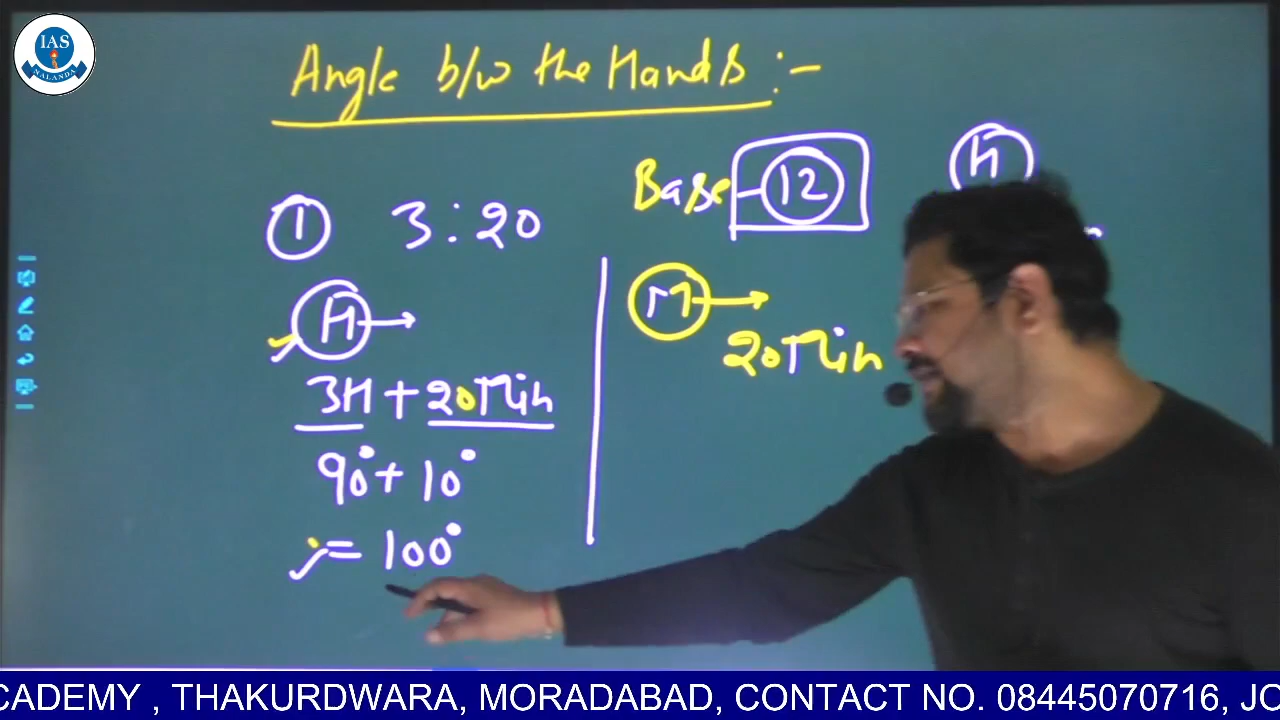 IAS
NALANDA
Angle b/w the Hands :-
Base 12
H
① 3:20
H →
M →
20 Min
3H + 20 Min
90° + 10°
= 100°
CADEMY , THAKURDWARA, MORADABAD, CONTACT NO. 08445070716, JO